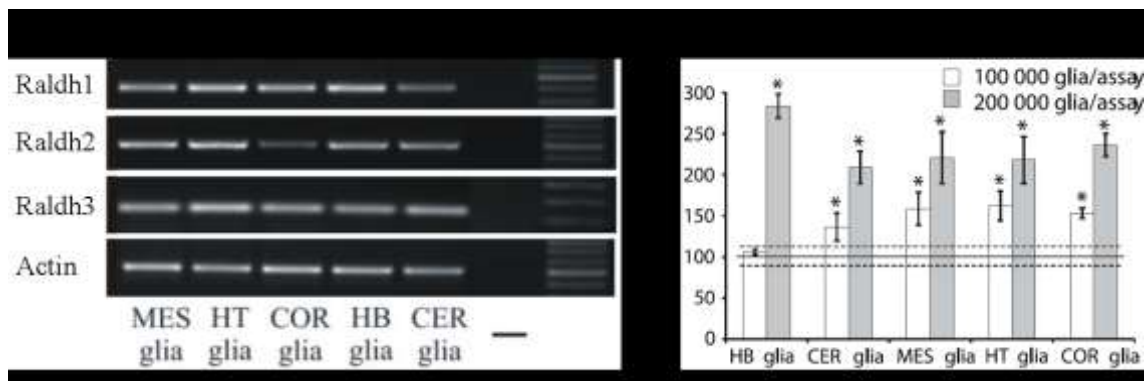 Raldh1
Raldh2
Raldh3
Actin
MES HT COR HB CER —
glia glia glia glia glia
100 000 glia/assay
200 000 glia/assay
300
250
200
150
100
50
0
* * * * * * * * *
HB glia CER glia MES glia HT glia COR glia